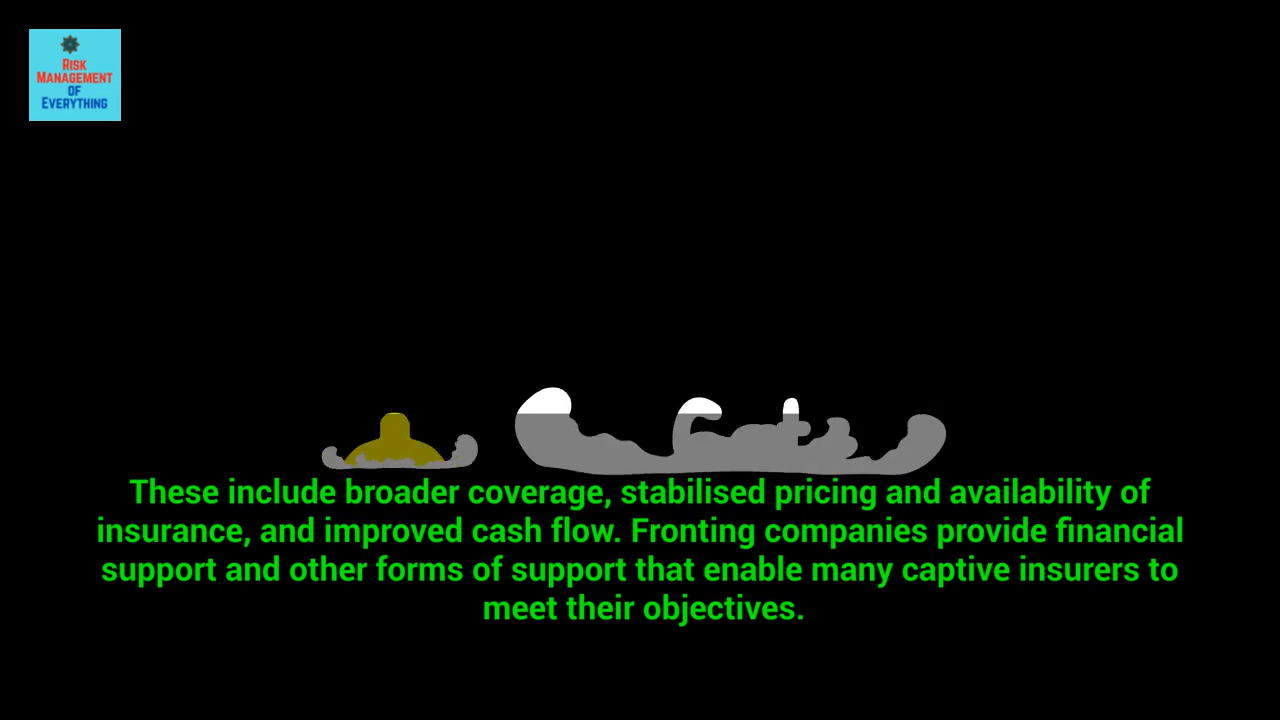 RISK
MANAGEMENT
OF
EVERYTHING
These include broader coverage, stabilised pricing and availability of
insurance, and improved cash flow. Fronting companies provide financial
support and other forms of support that enable many captive insurers to
meet their objectives.